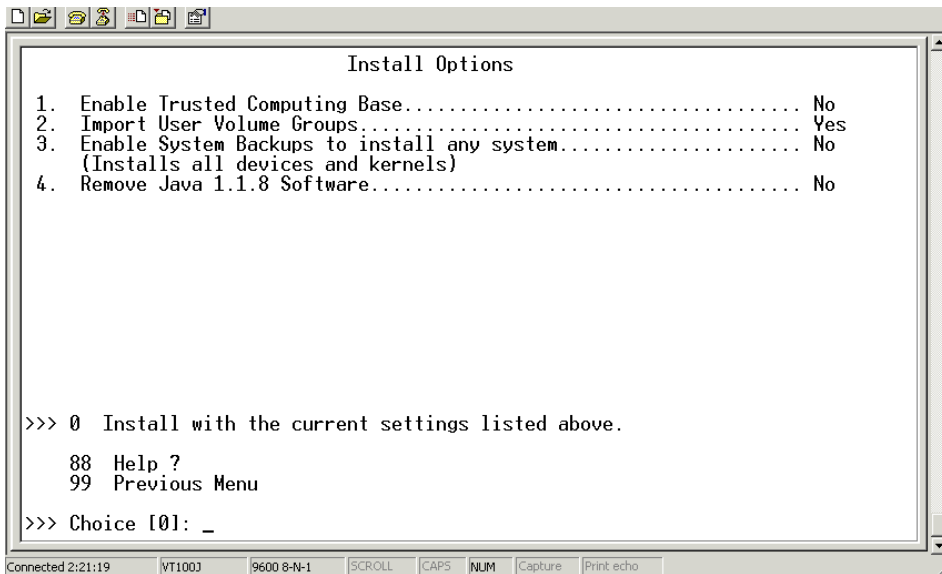 Install Options
1. Enable Trusted Computing Base.................................... No
2. Import User Volume Groups........................................ Yes
3. Enable System Backups to install any system...................... No
(Installs all devices and kernels)
4. Remove Java 1.1.8 Software....................................... No
>>> 0 Install with the current settings listed above.
88 Help ?
99 Previous Menu
>>> Choice [0]: _
Connected 2:21:19 VT100J 9600 8-N-1 SCROLL CAPS NUM Capture Print echo